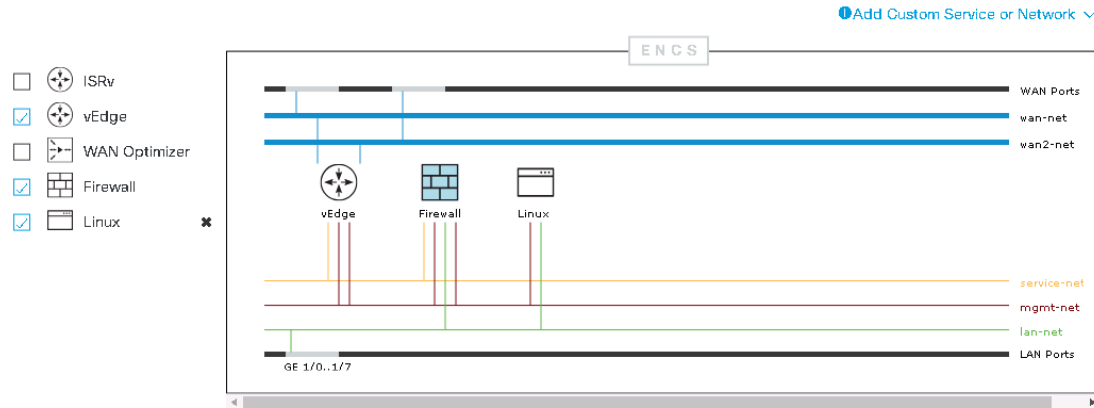 Add Custom Service or Network
ENCS
ISRv
vEdge
WAN Optimizer
Firewall
Linux
WAN Ports
wan-net
wan2-net
vEdge
Firewall
Linux
service-net
mgmt-net
lan-net
LAN Ports
GE 1/0..1/7